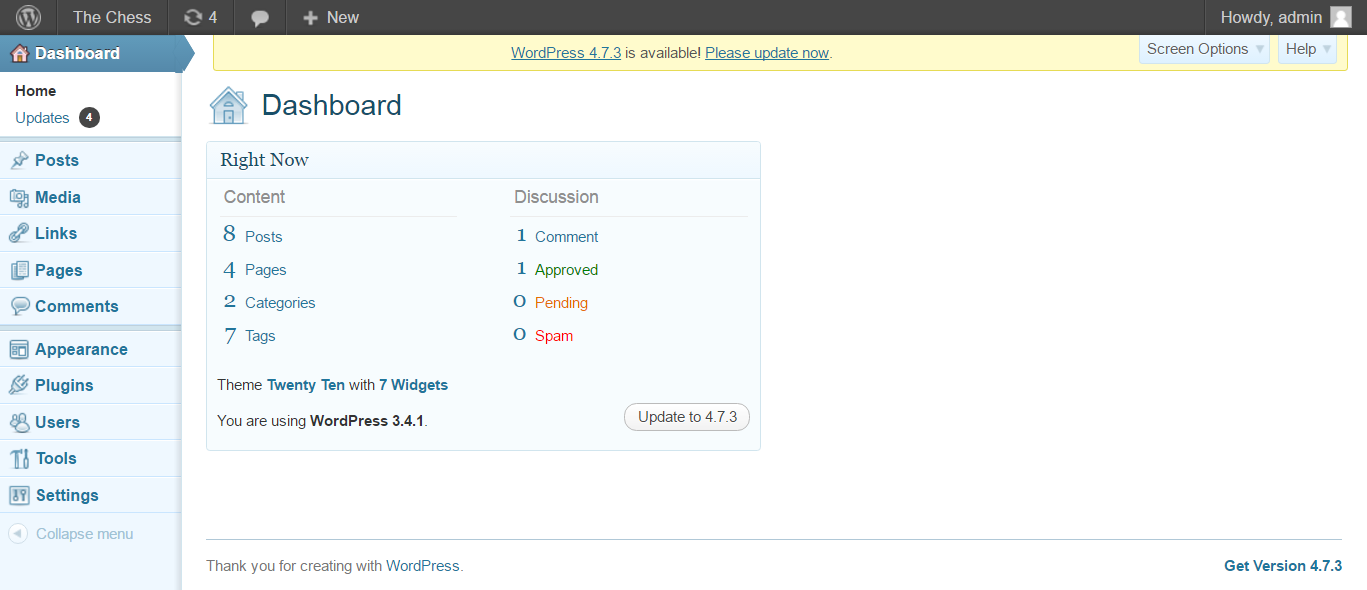 The Chess 4 New Howdy, admin
Dashboard
WordPress 4.7.3 is available! Please update now.
Screen Options Help
Home
Updates 4
Posts
Media
Links
Pages
Comments
Appearance
Plugins
Users
Tools
Settings
Collapse menu
Dashboard
Right Now
Content Discussion
8 Posts 1 Comment
4 Pages 1 Approved
2 Categories 0 Pending
7 Tags 0 Spam
Theme Twenty Ten with 7 Widgets
You are using WordPress 3.4.1. Update to 4.7.3
Thank you for creating with WordPress. Get Version 4.7.3